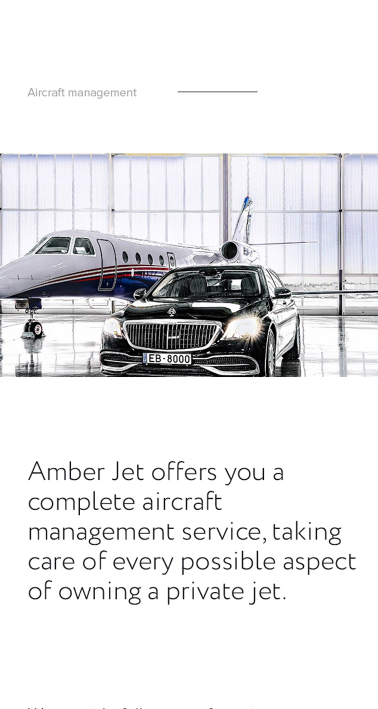 Aircraft management
EB-8000
Amber Jet offers you a
complete aircraft
management service, taking
care of every possible aspect
of owning a private jet.